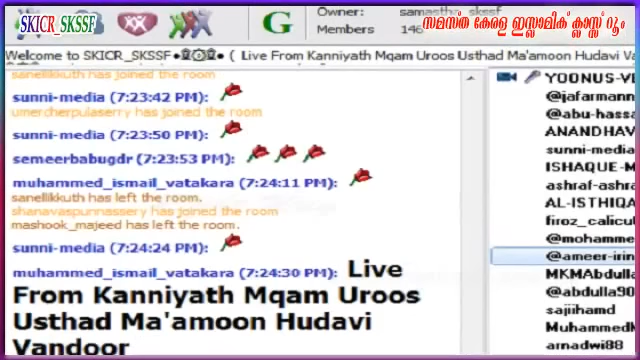 SKICR_SKSSF
G
Owner:
samastha_skssf
സമസ്ത കേരള ഇസ്ലാമിക് ക്ലാസ്സ് റൂം
Members
146
Welcome to SKICR_SKSSF
( Live From Kanniyath Mqam Uroos Usthad Ma'amoon Hudavi Va
sanellikkuth has joined the room
sunni-media (7:23:42 PM):
umercherpulaserry has joined the room
sunni-media (7:23:50 PM):
semeerbabugdr (7:23:53 PM):
muhammed_ismail_vatakara (7:24:11 PM):
sanellikkuth has left the room.
shanavaspunnassery has joined the room
mashook_majeed has left the room.
sunni-media (7:24:24 PM):
muhammed_ismail_vatakara (7:24:30 PM): Live
From Kanniyath Mqam Uroos
Usthad Ma'amoon Hudavi
Vandoor
YOONUS-VE
@jafarmann
@abu-hassa
ANANDHAV
sunni-media
ISHAQUE-M
ashraf-ashra
AL-ISTHIQA
firoz_calicut
@mohamme
@ameer-irin
MKMAbdulla
@abdulla90
sajiihamd
MuhammedM
arnadwi88